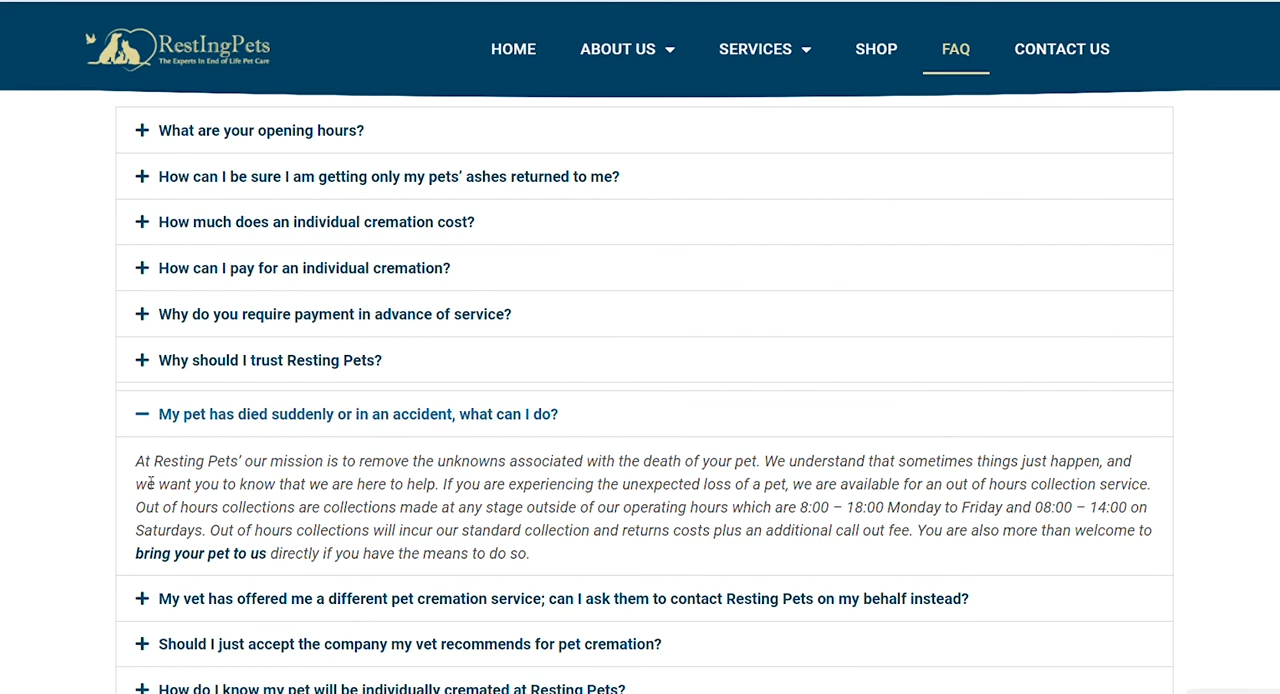 RestIngPets
The Experts In End of Life Pet Care
HOME ABOUT US SERVICES SHOP FAQ CONTACT US
What are your opening hours?
How can I be sure I am getting only my pets’ ashes returned to me?
How much does an individual cremation cost?
How can I pay for an individual cremation?
Why do you require payment in advance of service?
Why should I trust Resting Pets?
My pet has died suddenly or in an accident, what can I do?
At Resting Pets’ our mission is to remove the unknowns associated with the death of your pet. We understand that sometimes things just happen, and
we want you to know that we are here to help. If you are experiencing the unexpected loss of a pet, we are available for an out of hours collection service.
Out of hours collections are collections made at any stage outside of our operating hours which are 8:00 – 18:00 Monday to Friday and 08:00 – 14:00 on
Saturdays. Out of hours collections will incur our standard collection and returns costs plus an additional call out fee. You are also more than welcome to
bring your pet to us directly if you have the means to do so.
My vet has offered me a different pet cremation service; can I ask them to contact Resting Pets on my behalf instead?
Should I just accept the company my vet recommends for pet cremation?
How do I know my pet will be individually cremated at Resting Pets?